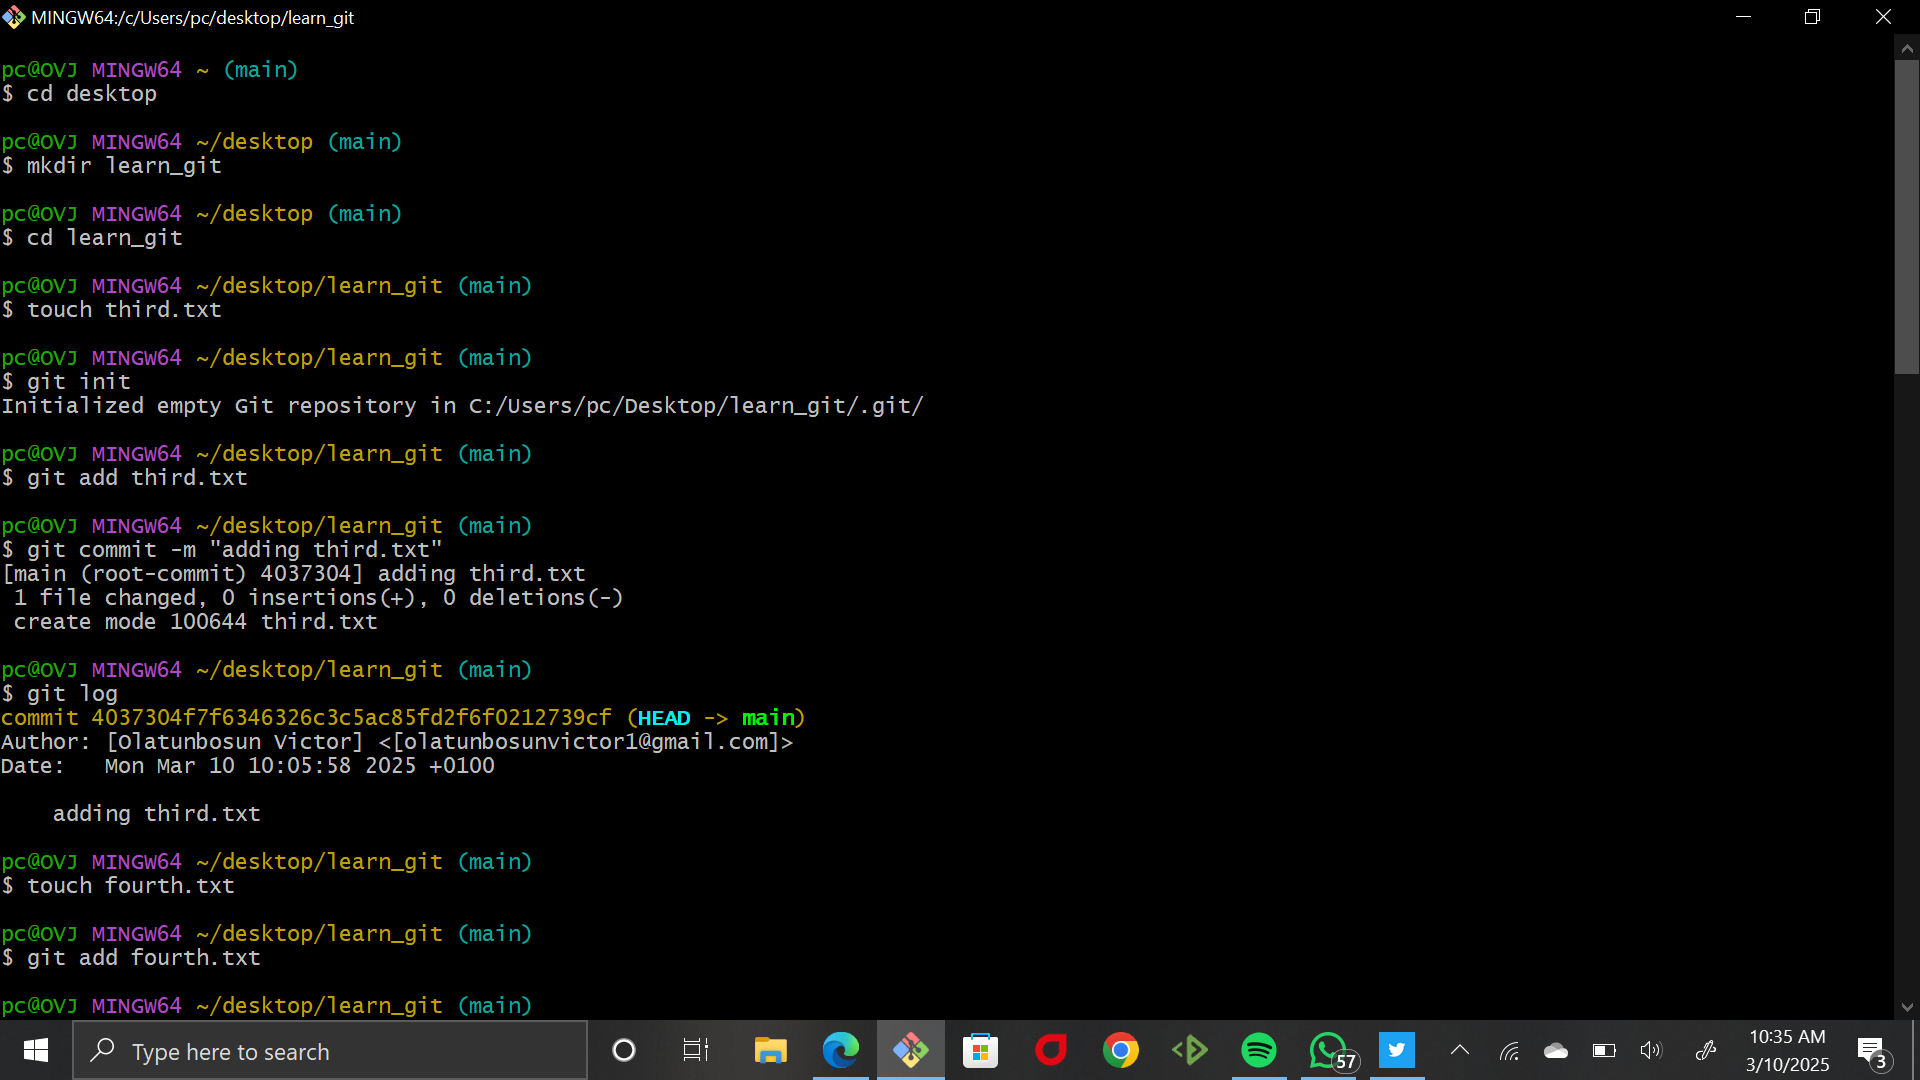 MINGW64:/c/Users/pc/desktop/learn_git
pc@OVJ MINGW64 ~ (main)
$ cd desktop
pc@OVJ MINGW64 ~/desktop (main)
$ mkdir learn_git
pc@OVJ MINGW64 ~/desktop (main)
$ cd learn_git
pc@OVJ MINGW64 ~/desktop/learn_git (main)
$ touch third.txt
pc@OVJ MINGW64 ~/desktop/learn_git (main)
$ git init
Initialized empty Git repository in C:/Users/pc/Desktop/learn_git/.git/
pc@OVJ MINGW64 ~/desktop/learn_git (main)
$ git add third.txt
pc@OVJ MINGW64 ~/desktop/learn_git (main)
$ git commit -m "adding third.txt"
[main (root-commit) 4037304] adding third.txt
 1 file changed, 0 insertions(+), 0 deletions(-)
 create mode 100644 third.txt
pc@OVJ MINGW64 ~/desktop/learn_git (main)
$ git log
commit 4037304f7f6346326c3c5ac85fd2f6f0212739cf (HEAD -> main)
Author: [Olatunbosun Victor] <[olatunbosunvictor1@gmail.com]>
Date:   Mon Mar 10 10:05:58 2025 +0100
    adding third.txt
pc@OVJ MINGW64 ~/desktop/learn_git (main)
$ touch fourth.txt
pc@OVJ MINGW64 ~/desktop/learn_git (main)
$ git add fourth.txt
pc@OVJ MINGW64 ~/desktop/learn_git (main)
Type here to search
57
10:35 AM
3/10/2025
3